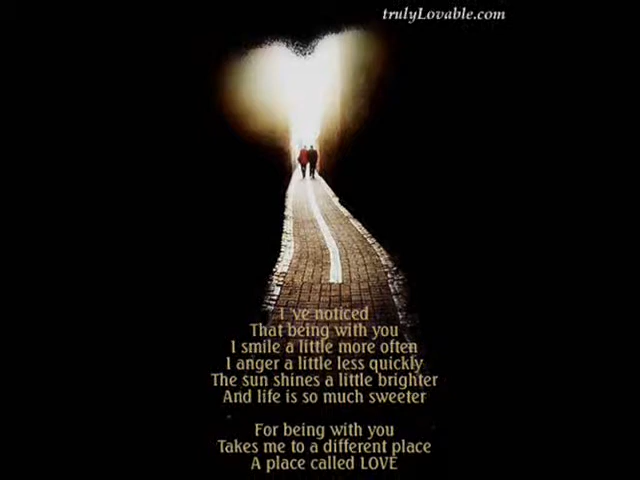 trulyLovable.com
I 've noticed
That being with you
I smile a little more often
I anger a little less quickly
The sun shines a little brighter
And life is so much sweeter
For being with you
Takes me to a different place
A place called LOVE